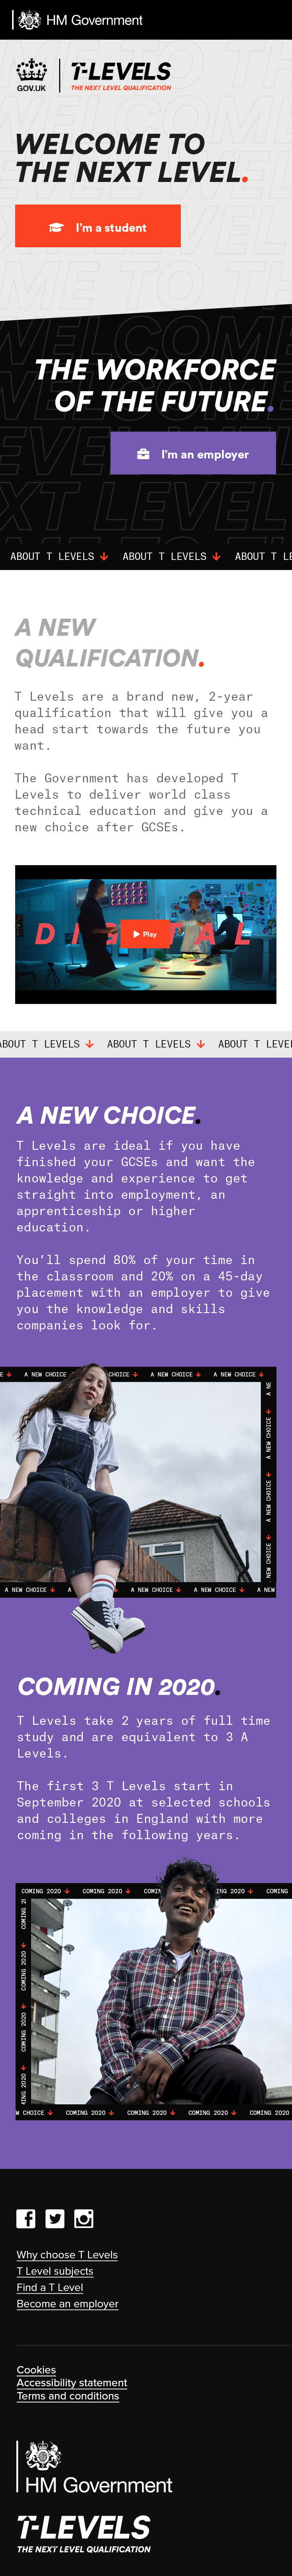 HM Government
GOV.UK
T-LEVELS
THE NEXT LEVEL QUALIFICATION
WELCOME TO
THE NEXT LEVEL.
I'm a student
THE WORKFORCE
OF THE FUTURE.
I'm an employer
ABOUT T LEVELS ↓ ABOUT T LEVELS ↓ ABOUT T LE
A NEW
QUALIFICATION.
T Levels are a brand new, 2-year
qualification that will give you a
head start towards the future you
want.
The Government has developed T
Levels to deliver world class
technical education and give you a
new choice after GCSEs.
DIGITAL
Play
ABOUT T LEVELS ↓ ABOUT T LEVELS ↓ ABOUT T LEVEL
A NEW CHOICE.
T Levels are ideal if you have
finished your GCSEs and want the
knowledge and experience to get
straight into employment, an
apprenticeship or higher
education.
You'll spend 80% of your time in
the classroom and 20% on a 45-day
placement with an employer to give
you the knowledge and skills
companies look for.
E ↓ A NEW CHOICE CHOICE ↓ A NEW CHOICE ↓ A NEW CHOICE ↓
A NE
A NEW CHOICE ↓
A NEW CHOICE ↓
NEW CHOICE ↓
A NEW CHOICE ↓ A ↓ A NEW CHOICE ↓ A NEW CHOICE ↓ A NEW
COMING IN 2020.
T Levels take 2 years of full time
study and are equivalent to 3 A
Levels.
The first 3 T Levels start in
September 2020 at selected schools
and colleges in England with more
coming in the following years.
COMING 2020 ↓ COMING 2020 ↓ COMIN NG 2020 ↓ COMING
COMING 2
COMING 2020 ↓
COMING 2020 ↓
MING 2020 ↓
W CHOICE ↓ COMING 2020 ↓ COMING 2020 ↓ COMING 2020 ↓ COMING 2020
Why choose T Levels
T Level subjects
Find a T Level
Become an employer
Cookies
Accessibility statement
Terms and conditions
HM Government
T-LEVELS
THE NEXT LEVEL QUALIFICATION